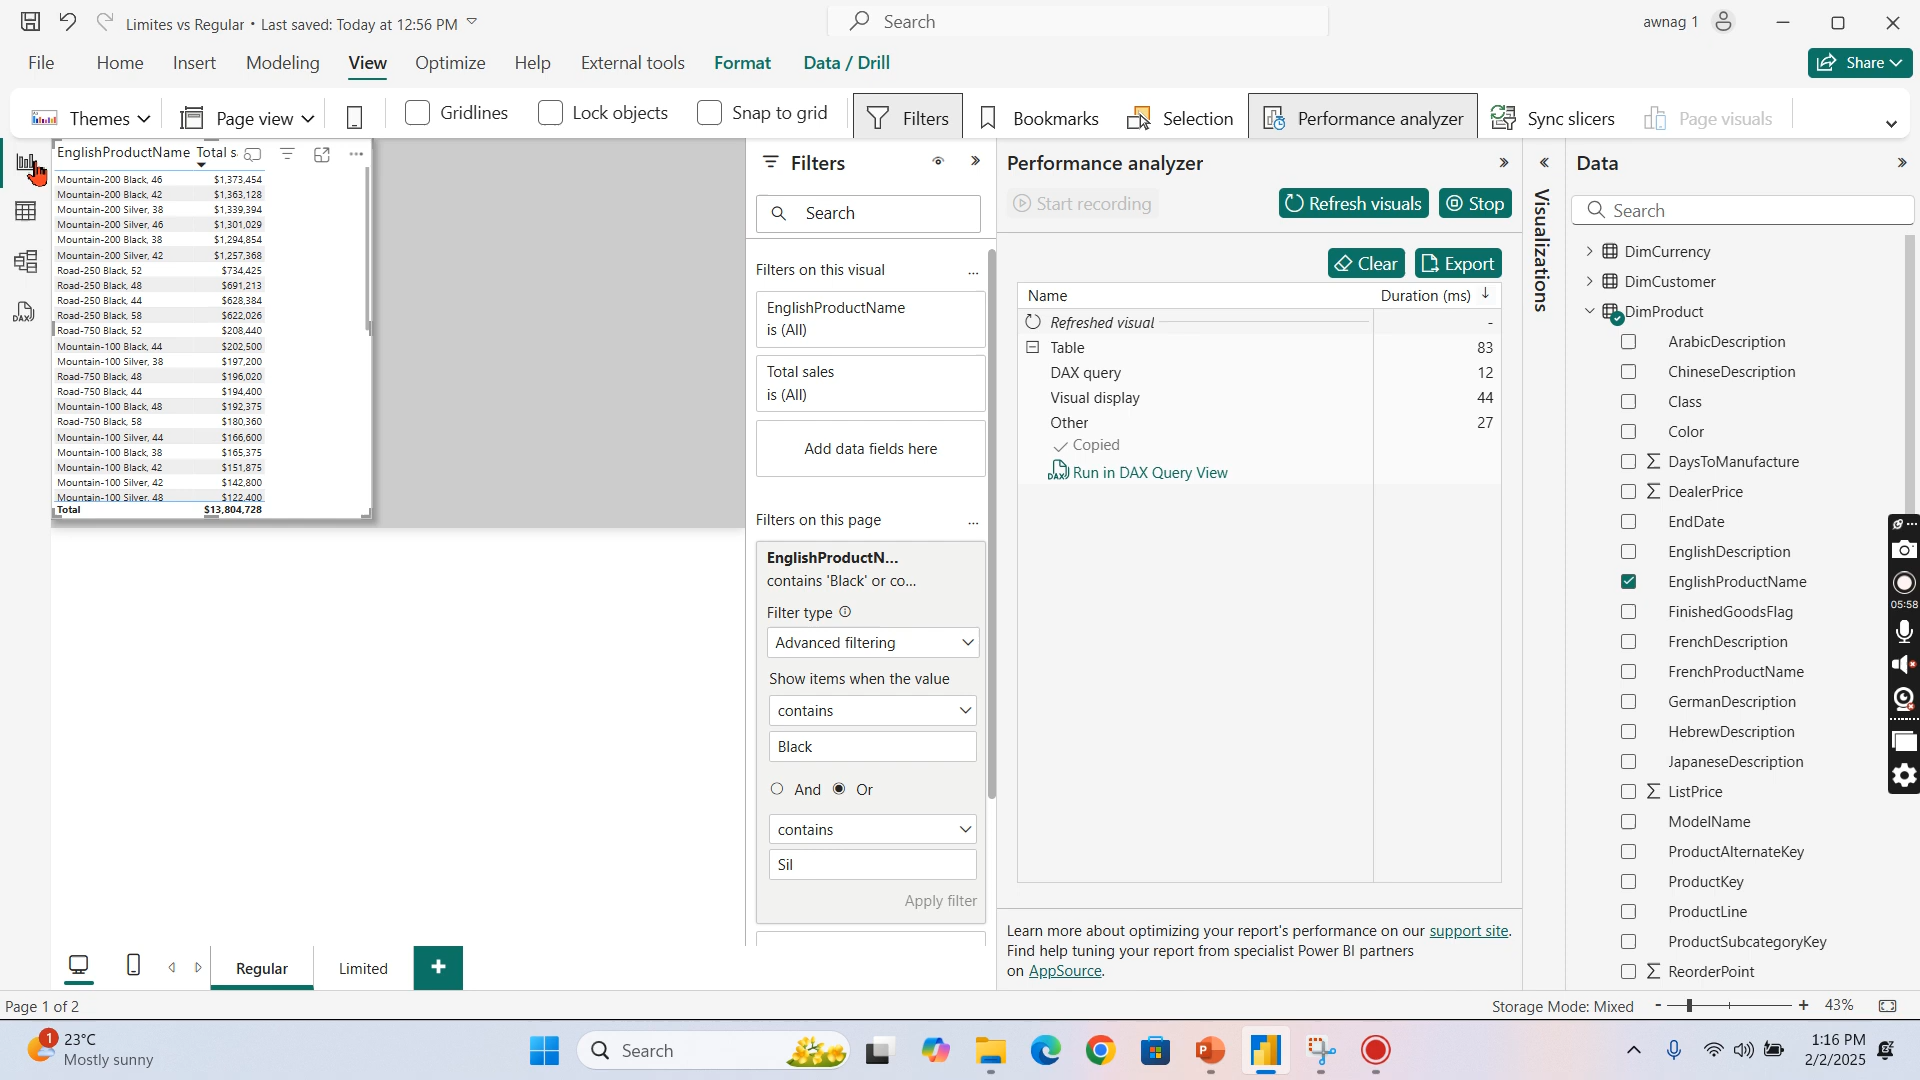 Limites vs Regular • Last saved: Today at 12:56 PM
Search
awnag 1
File
Home
Insert
Modeling
View
Optimize
Help
External tools
Format
Data / Drill
Share
Themes
Page view
Gridlines
Lock objects
Snap to grid
Filters
Bookmarks
Selection
Performance analyzer
Sync slicers
Page visuals
EnglishProductName Total s
Mountain-200 Black, 46 $1,373,454
Mountain-200 Black, 42 $1,363,128
Mountain-200 Silver, 38 $1,339,394
Mountain-200 Silver, 46 $1,301,029
Mountain-200 Black, 38 $1,294,854
Mountain-200 Silver, 42 $1,257,368
Road-250 Black, 52 $734,425
Road-250 Black, 48 $691,213
Road-250 Black, 44 $628,384
Road-250 Black, 58 $622,026
Road-750 Black, 52 $208,440
Mountain-100 Black, 44 $202,500
Mountain-100 Silver, 38 $197,200
Road-750 Black, 48 $196,020
Road-750 Black, 44 $194,400
Mountain-100 Black, 48 $192,375
Road-750 Black, 58 $180,360
Mountain-100 Silver, 44 $166,600
Mountain-100 Black, 38 $165,375
Mountain-100 Black, 42 $151,875
Mountain-100 Silver, 42 $142,800
Mountain-100 Silver, 48 $122,400
Total $13,804,728
Filters
Search
Filters on this visual ...
EnglishProductName
is (All)
Total sales
is (All)
Add data fields here
Filters on this page ...
EnglishProductN...
contains 'Black' or co...
Filter type
Advanced filtering
Show items when the value
contains
Black
And Or
contains
Sil
Apply filter
Performance analyzer
Start recording
Refresh visuals
Stop
Clear
Export
Name Duration (ms)
Refreshed visual -
Table 83
DAX query 12
Visual display 44
Other 27
Copied
DAX Run in DAX Query View
Learn more about optimizing your report's performance on our support site.
Find help tuning your report from specialist Power BI partners
on AppSource.
Visualizations
Data
Search
DimCurrency
DimCustomer
DimProduct
ArabicDescription
ChineseDescription
Class
Color
DaysToManufacture
DealerPrice
EndDate
EnglishDescription
EnglishProductName
FinishedGoodsFlag
FrenchDescription
FrenchProductName
GermanDescription
HebrewDescription
JapaneseDescription
ListPrice
ModelName
ProductAlternateKey
ProductKey
ProductLine
ProductSubcategoryKey
ReorderPoint
05:58
DAX
Regular
Limited
Page 1 of 2
Storage Mode: Mixed
43%
1
23°C
Mostly sunny
Search
1:16 PM
2/2/2025